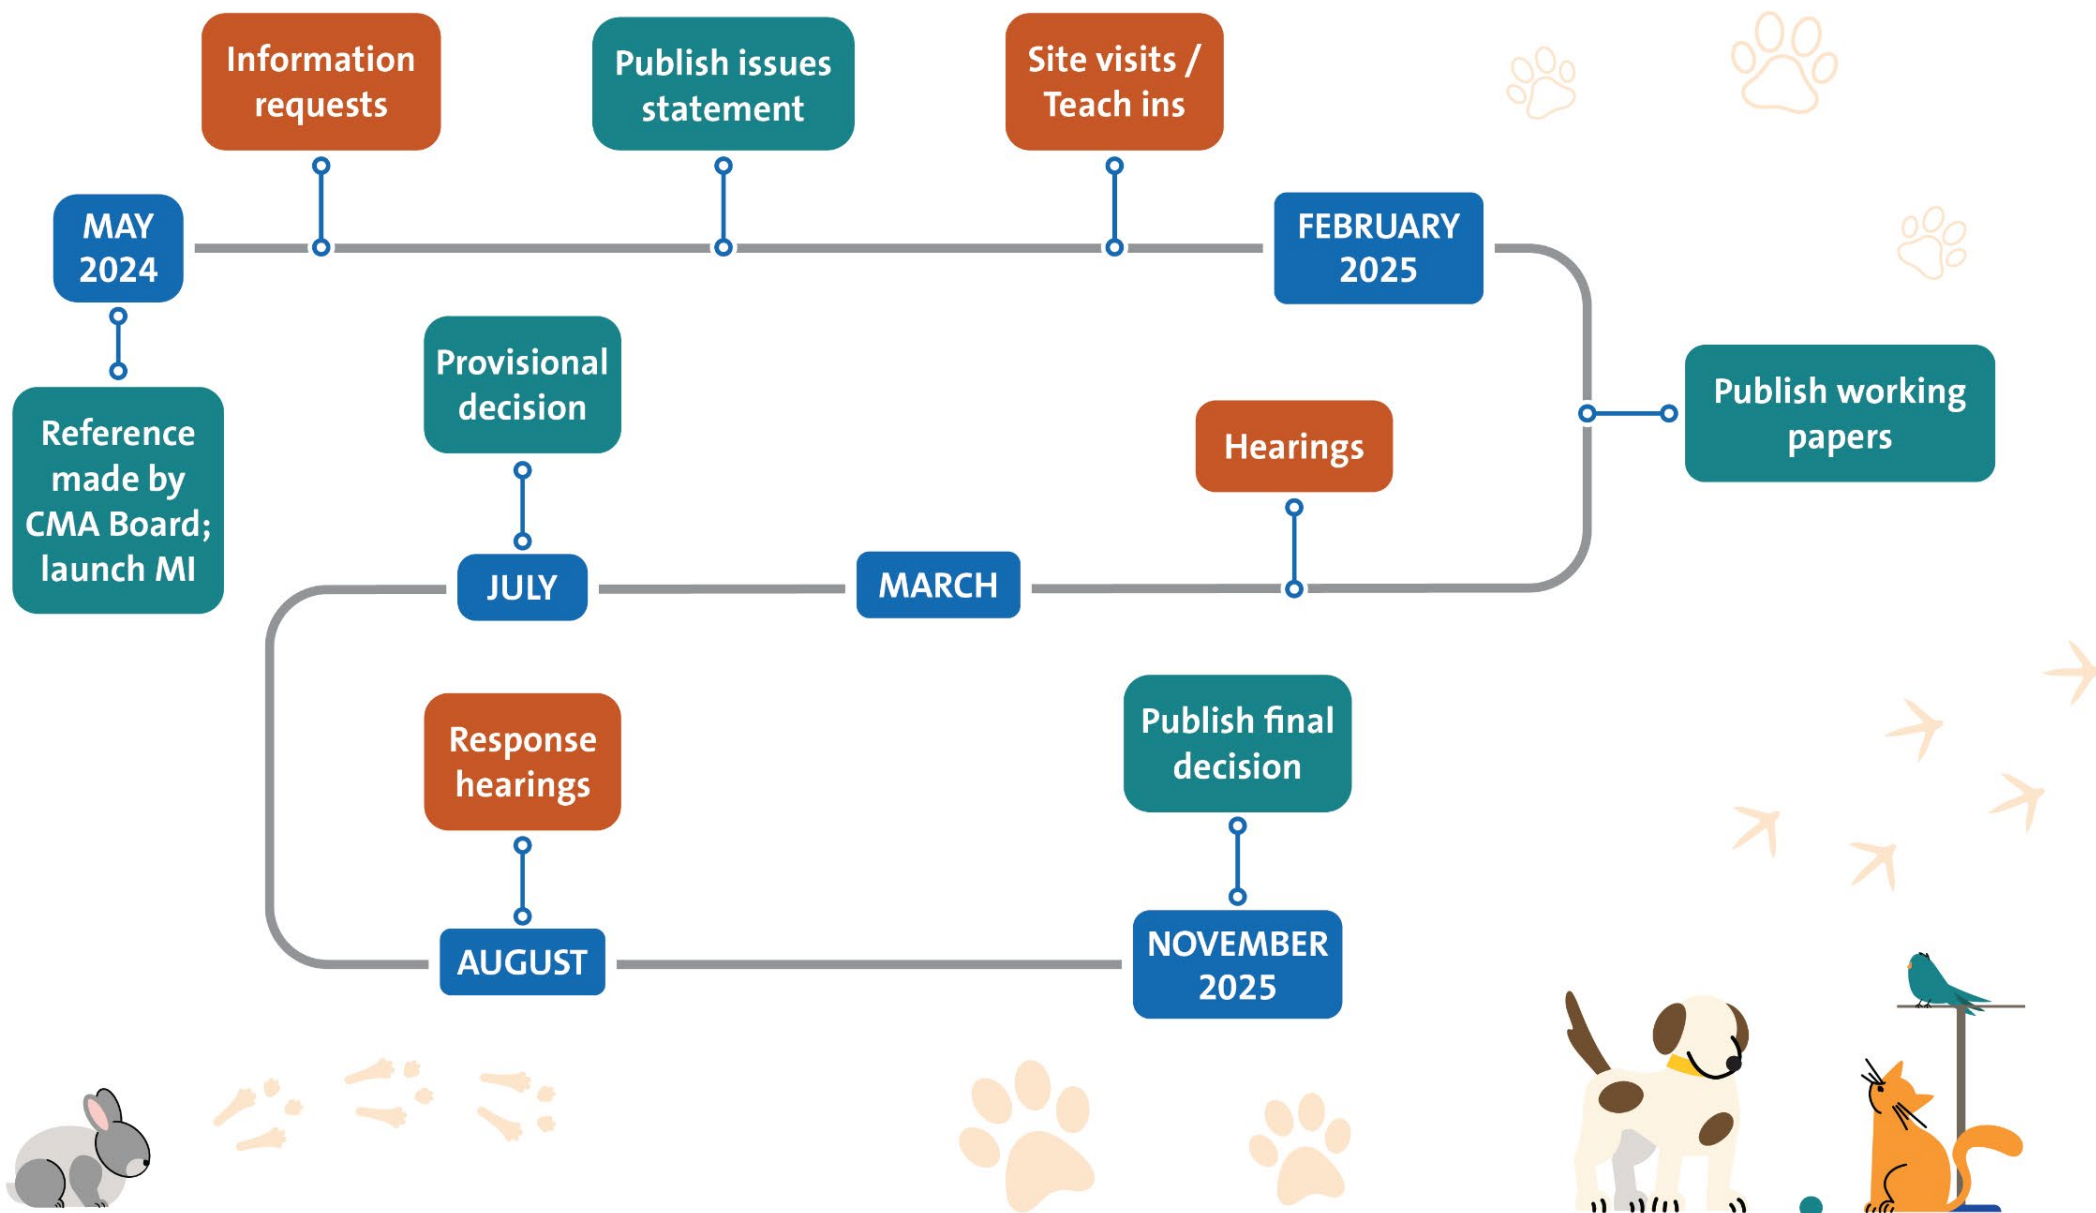 Information
requests
Publish issues
statement
Site visits /
Teach ins
MAY
2024
FEBRUARY
2025
Reference
made by
CMA Board;
launch MI
Publish working
papers
Hearings
MARCH
Provisional
decision
JULY
Response
hearings
AUGUST
Publish final
decision
NOVEMBER
2025